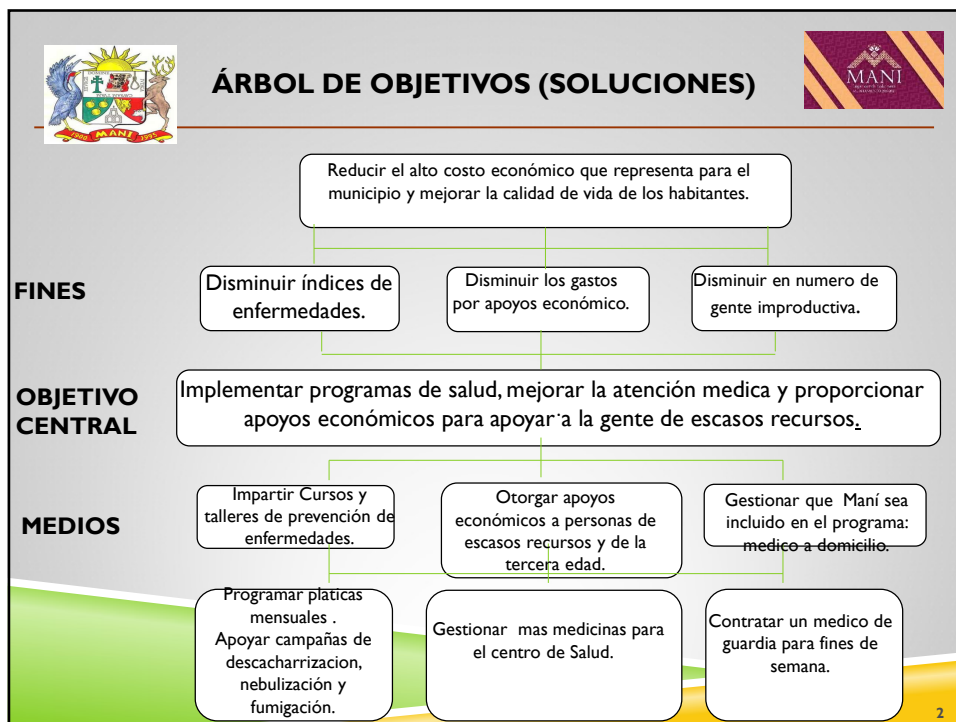 ÁRBOL DE OBJETIVOS (SOLUCIONES)
MANÍ
1900 MANI 1995
Reducir el alto costo económico que representa para el
municipio y mejorar la calidad de vida de los habitantes.
FINES
Disminuir índices de
enfermedades.
Disminuir los gastos
por apoyos económico.
Disminuir en numero de
gente improductiva.
OBJETIVO
CENTRAL
Implementar programas de salud, mejorar la atención medica y proporcionar
apoyos económicos para apoyar a la gente de escasos recursos.
MEDIOS
Impartir Cursos y
talleres de prevención de
enfermedades.
Otorgar apoyos
económicos a personas de
escasos recursos y de la
tercera edad.
Gestionar que Maní sea
incluido en el programa:
medico a domicilio.
Programar platicas
mensuales .
Apoyar campañas de
descacharrizacion,
nebulización y
fumigación.
Gestionar mas medicinas para
el centro de Salud.
Contratar un medico de
guardia para fines de
semana.
2